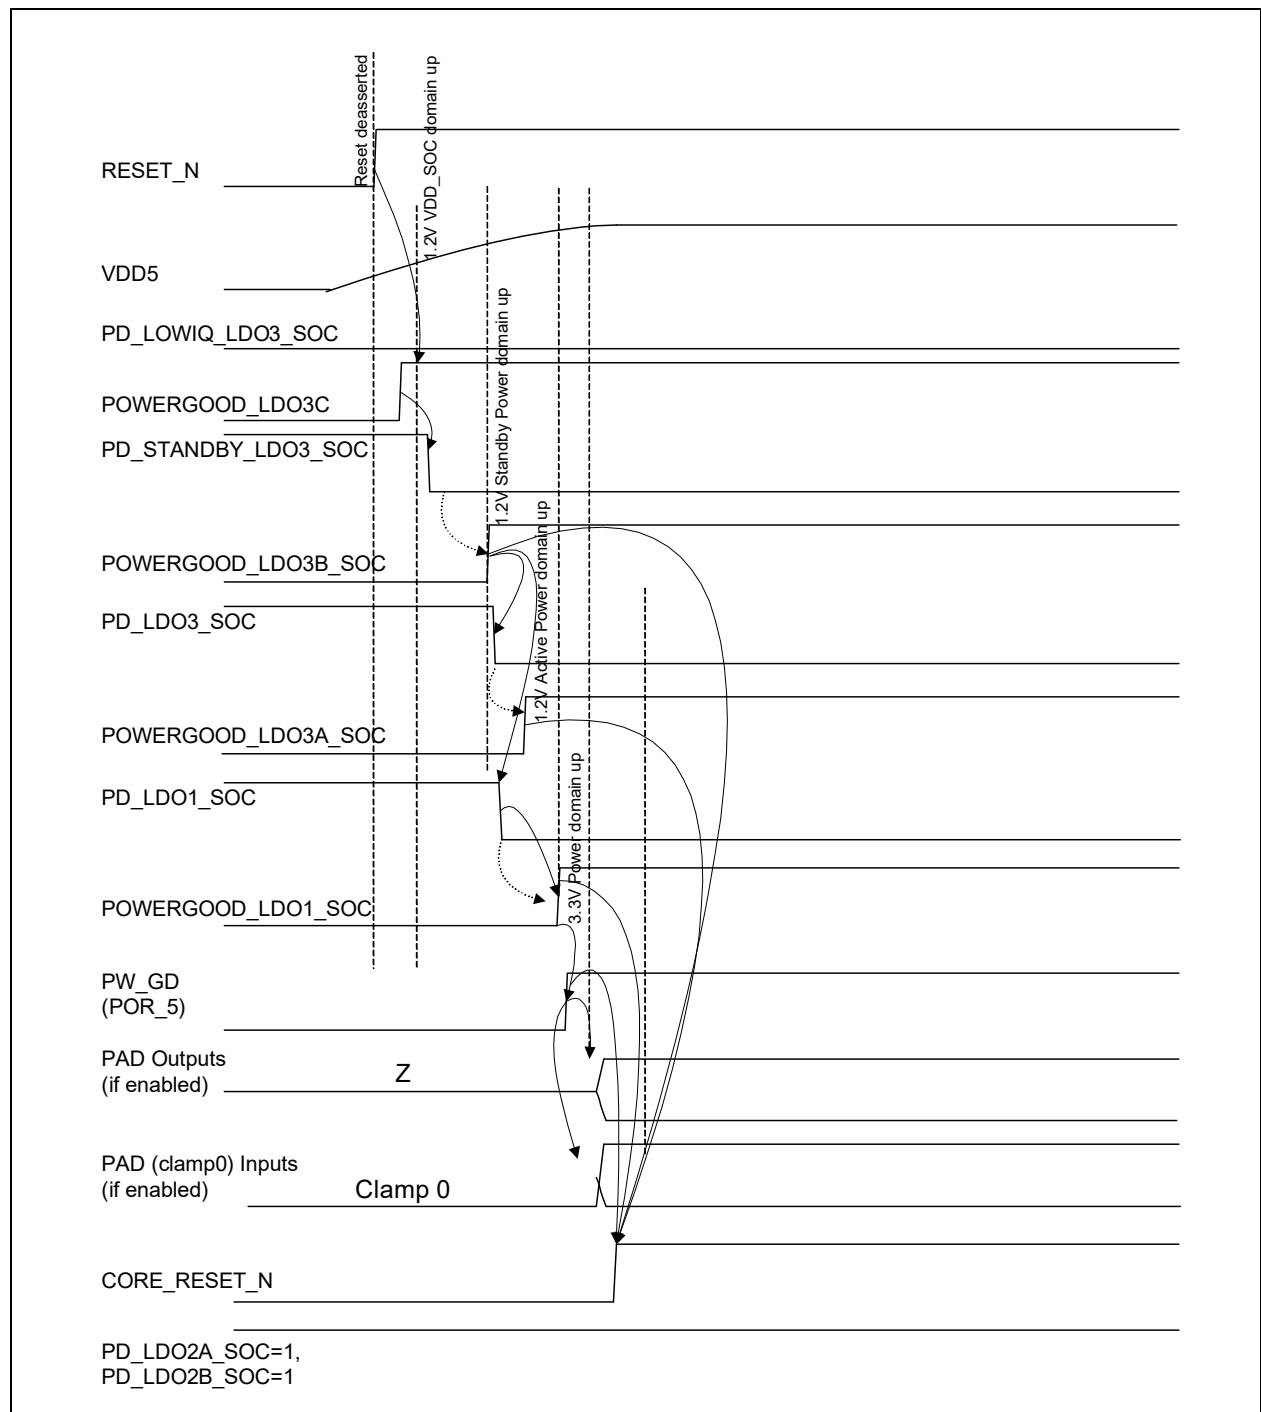 Reset deasserted
1.2V VDD_SOC domain up
RESET_N
VDD5
1.2V Standby Power domain up
PD_LOWIQ_LDO3_SOC
POWERGOOD_LDO3C
PD_STANDBY_LDO3_SOC
1.2V Active Power domain up
POWERGOOD_LDO3B_SOC
PD_LDO3_SOC
POWERGOOD_LDO3A_SOC
3.3V Power domain up
PD_LDO1_SOC
POWERGOOD_LDO1_SOC
PW_GD
(POR_5)
PAD Outputs
(if enabled)
Z
PAD (clamp0) Inputs
(if enabled)
Clamp 0
CORE_RESET_N
PD_LDO2A_SOC=1,
PD_LDO2B_SOC=1